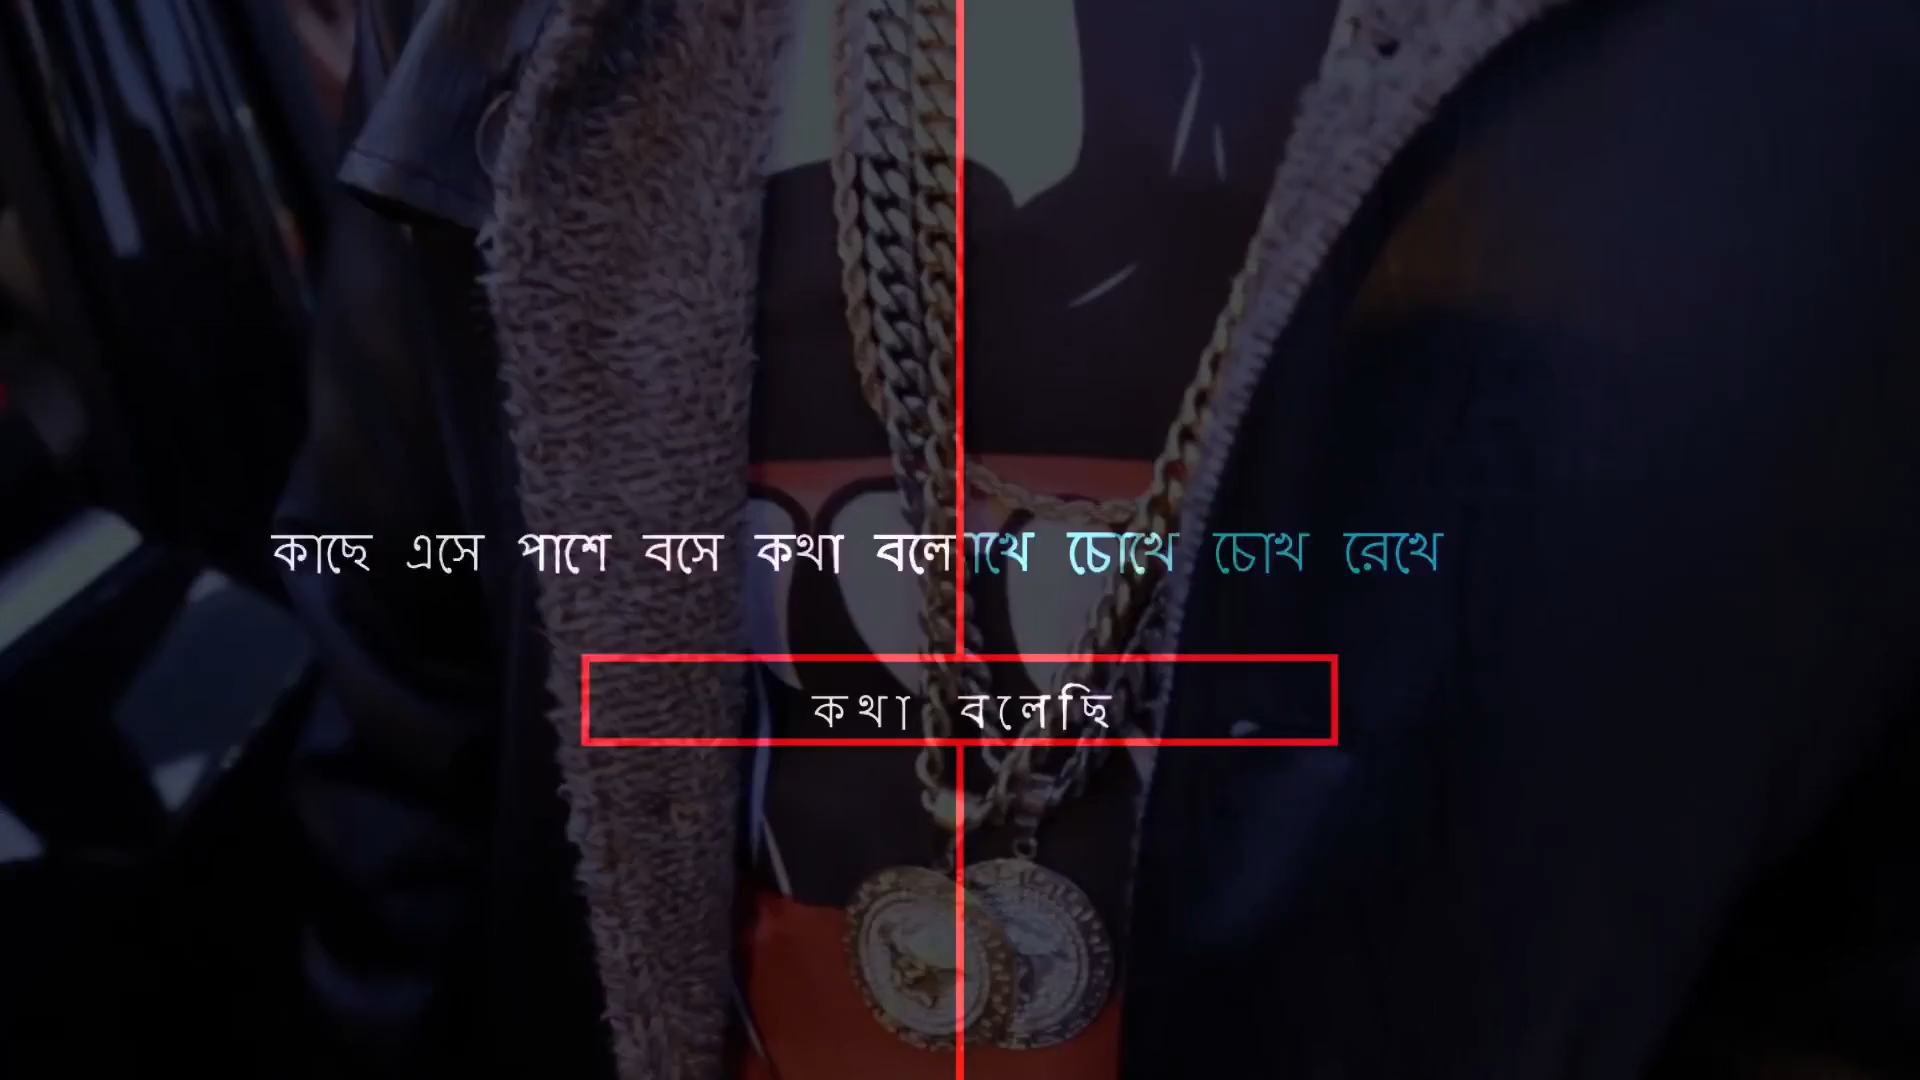 কাছে এসে পাশে বসে কথা বলে চোখে চোখ রেখে
কথা বলেছি